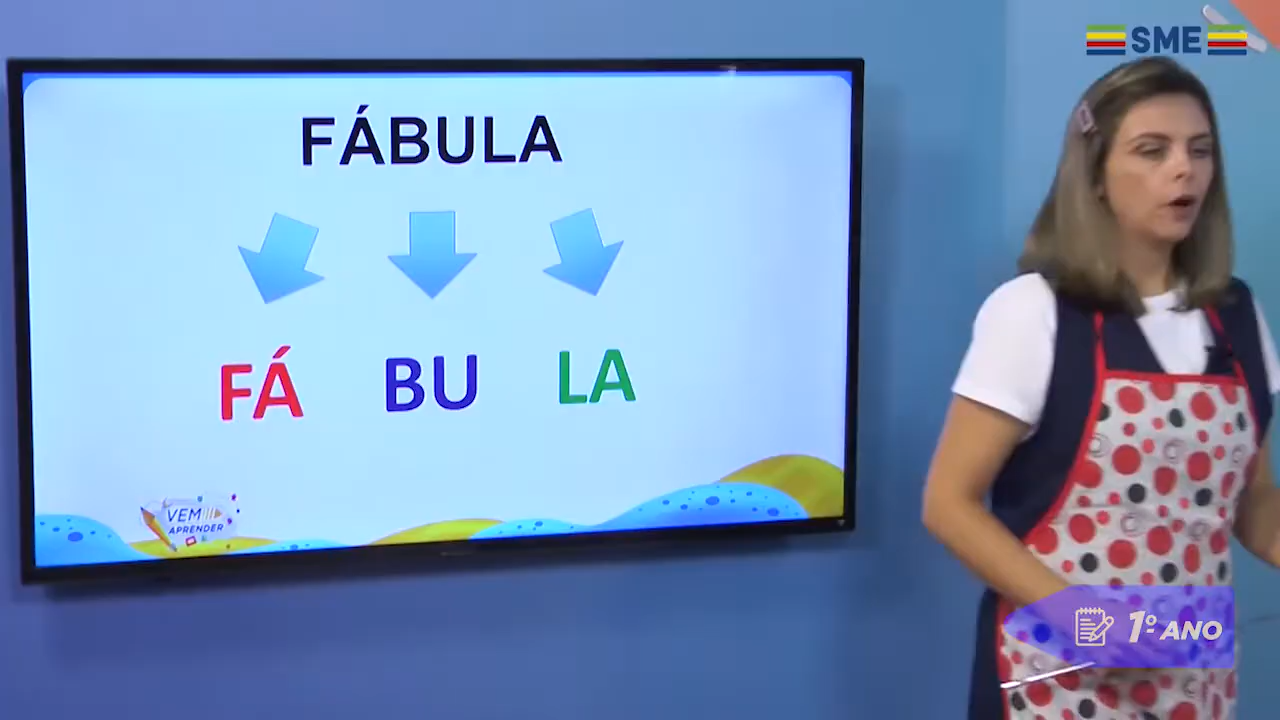 SME
FÁBULA
FÁ BU LA
VEM
APRENDER
1º ANO